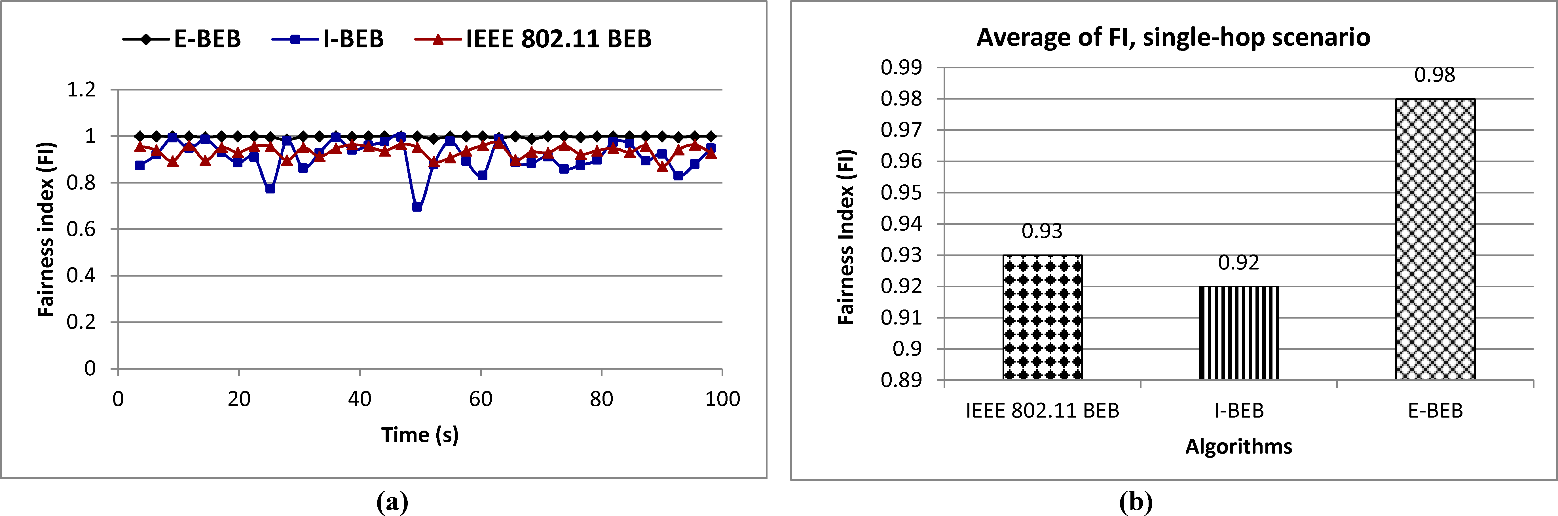 E-BEB I-BEB IEEE 802.11 BEB
Fairness index (FI)
1.2
1
0.8
0.6
0.4
0.2
0
0 20 40 60 80 100
Time (s)
(a)
Average of FI, single-hop scenario
Fairness Index (FI)
0.99
0.98
0.97
0.96
0.95
0.94
0.93
0.92
0.91
0.9
0.89
0.93
0.92
0.98
IEEE 802.11 BEB I-BEB E-BEB
Algorithms
(b)